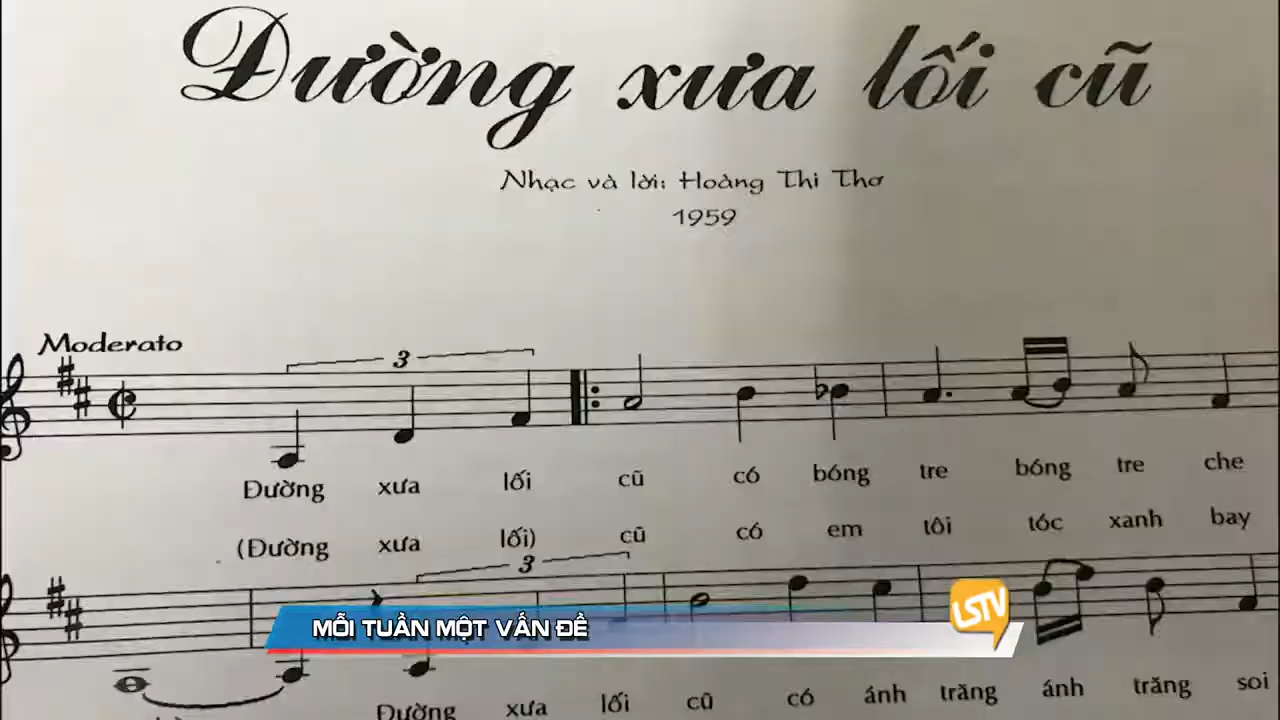 Đường xưa lối cũ
Nhạc và lời: Hoàng Thi Thơ
1959
Moderato
3
Đường xưa lối cũ có bóng tre bóng tre che
(Đường xưa lối) cũ có em tôi tóc xanh bay
3
MỖI TUẦN MỘT VẤN ĐỀ
LSTV
Đường xưa lối cũ có ánh trăng ánh trăng soi